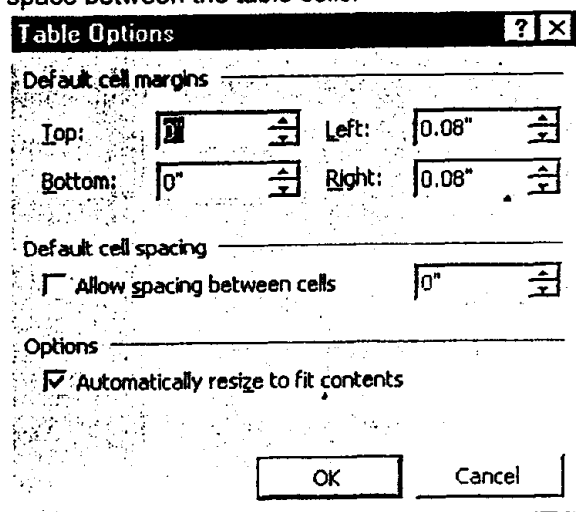 space between the table cells.
Table Options ? ×
Default cell margins
Top: 0" Left: 0.08"
Bottom: 0" Right: 0.08"
Default cell spacing
Allow spacing between cells 0"
Options
Automatically resize to fit contents
OK Cancel